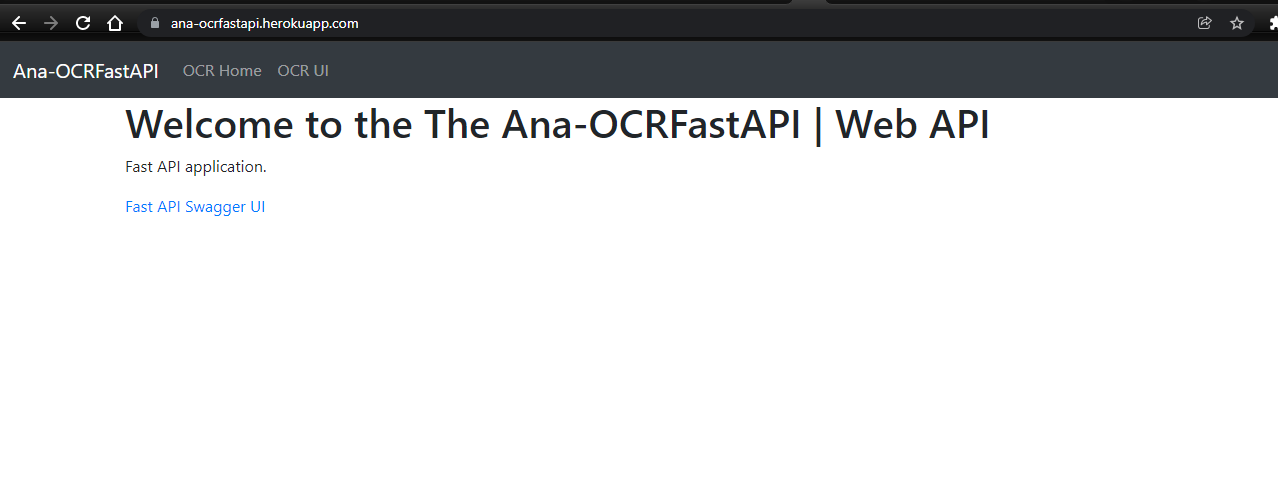 ana-ocrfastapi.herokuapp.com
Ana-OCRFastAPI OCR Home OCR UI
Welcome to the The Ana-OCRFastAPI | Web API
Fast API application.
Fast API Swagger UI